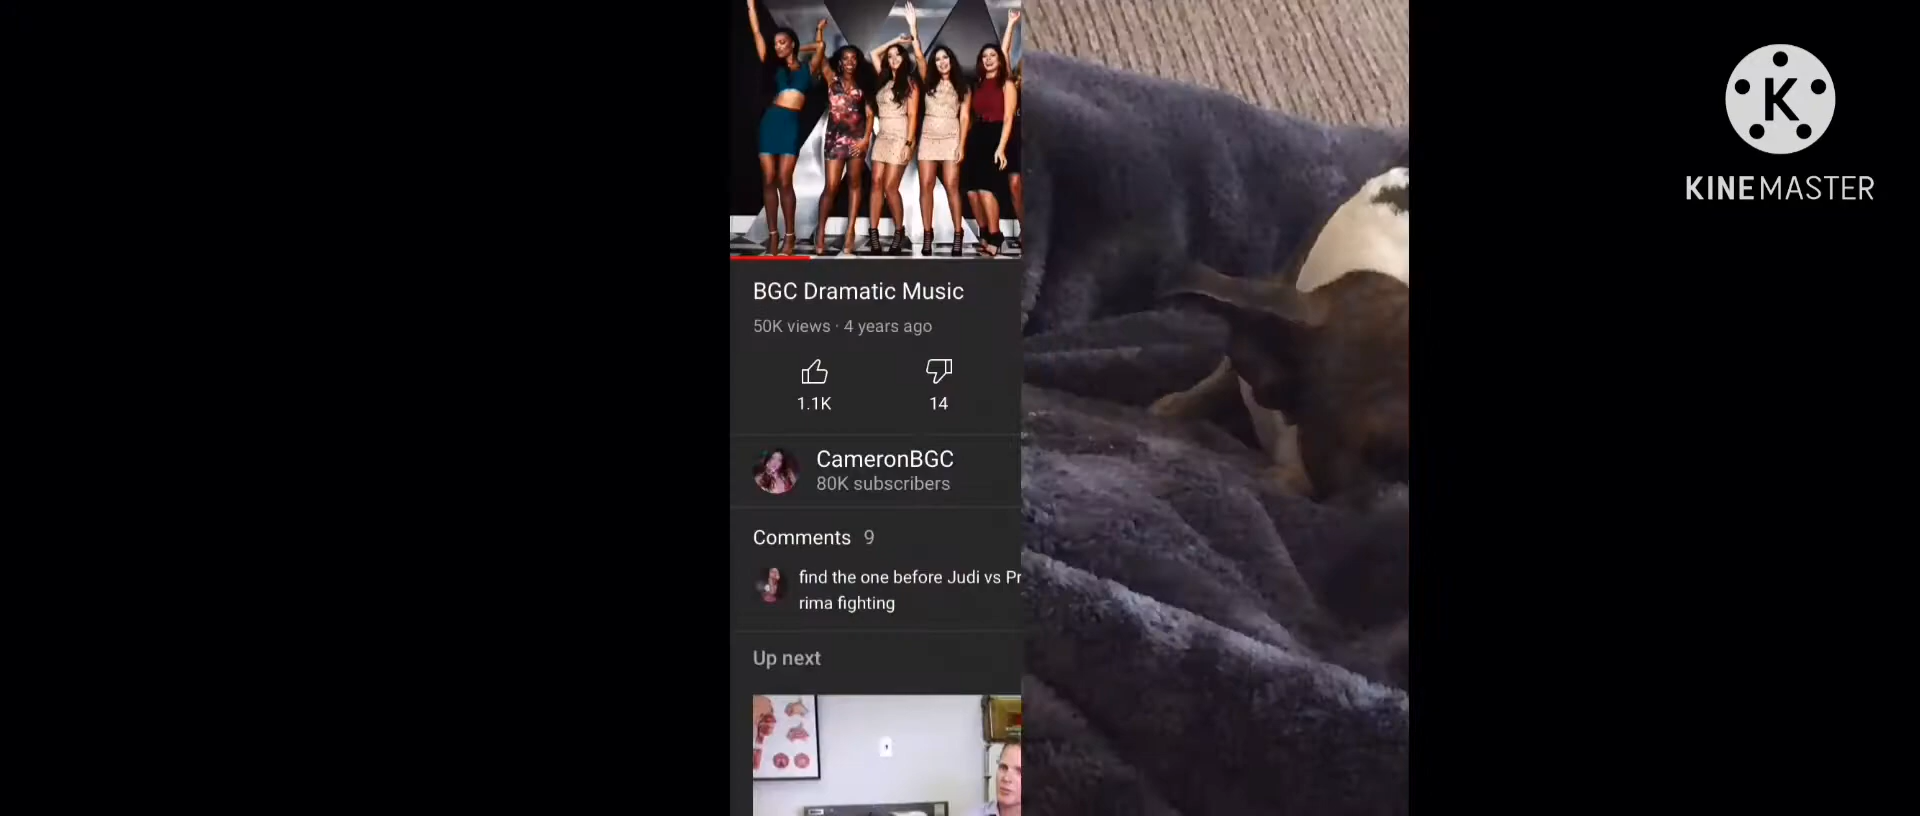 K
KINEMASTER
BGC Dramatic Music
50K views · 4 years ago
1.1K
14
CameronBGC
80K subscribers
Comments 9
find the one before Judi vs Pr
rima fighting
Up next